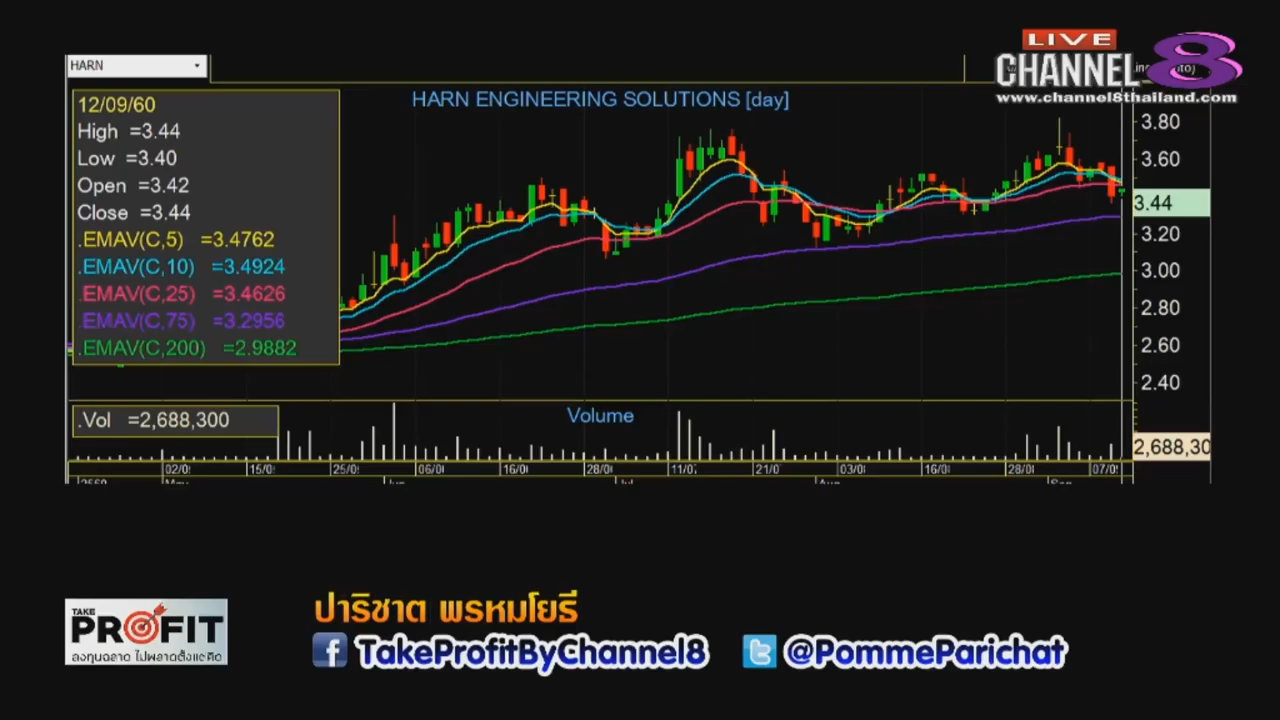 LIVE
CHANNEL 8
www.channel8thailand.com
HARN
HARN ENGINEERING SOLUTIONS [day]
12/09/60
High =3.44
Low =3.40
Open =3.42
Close =3.44
.EMAV(C,5) =3.4762
.EMAV(C,10) =3.4924
.EMAV(C,25) =3.4626
.EMAV(C,75) =3.2956
.EMAV(C,200) =2.9882
3.80
3.60
3.44
3.20
3.00
2.80
2.60
2.40
.Vol =2,688,300
Volume
2,688,30
02/0 15/0 25/0 06/0 16/0 28/0 11/0 21/0 03/0 16/0 28/0 07/0
TAKE
PROFIT
ลงทุนฉลาด ไม่พลาดตั้งแต่คิด
ปาริชาต พรหมโยธี
TakeProfitByChannel8 @PommeParichat